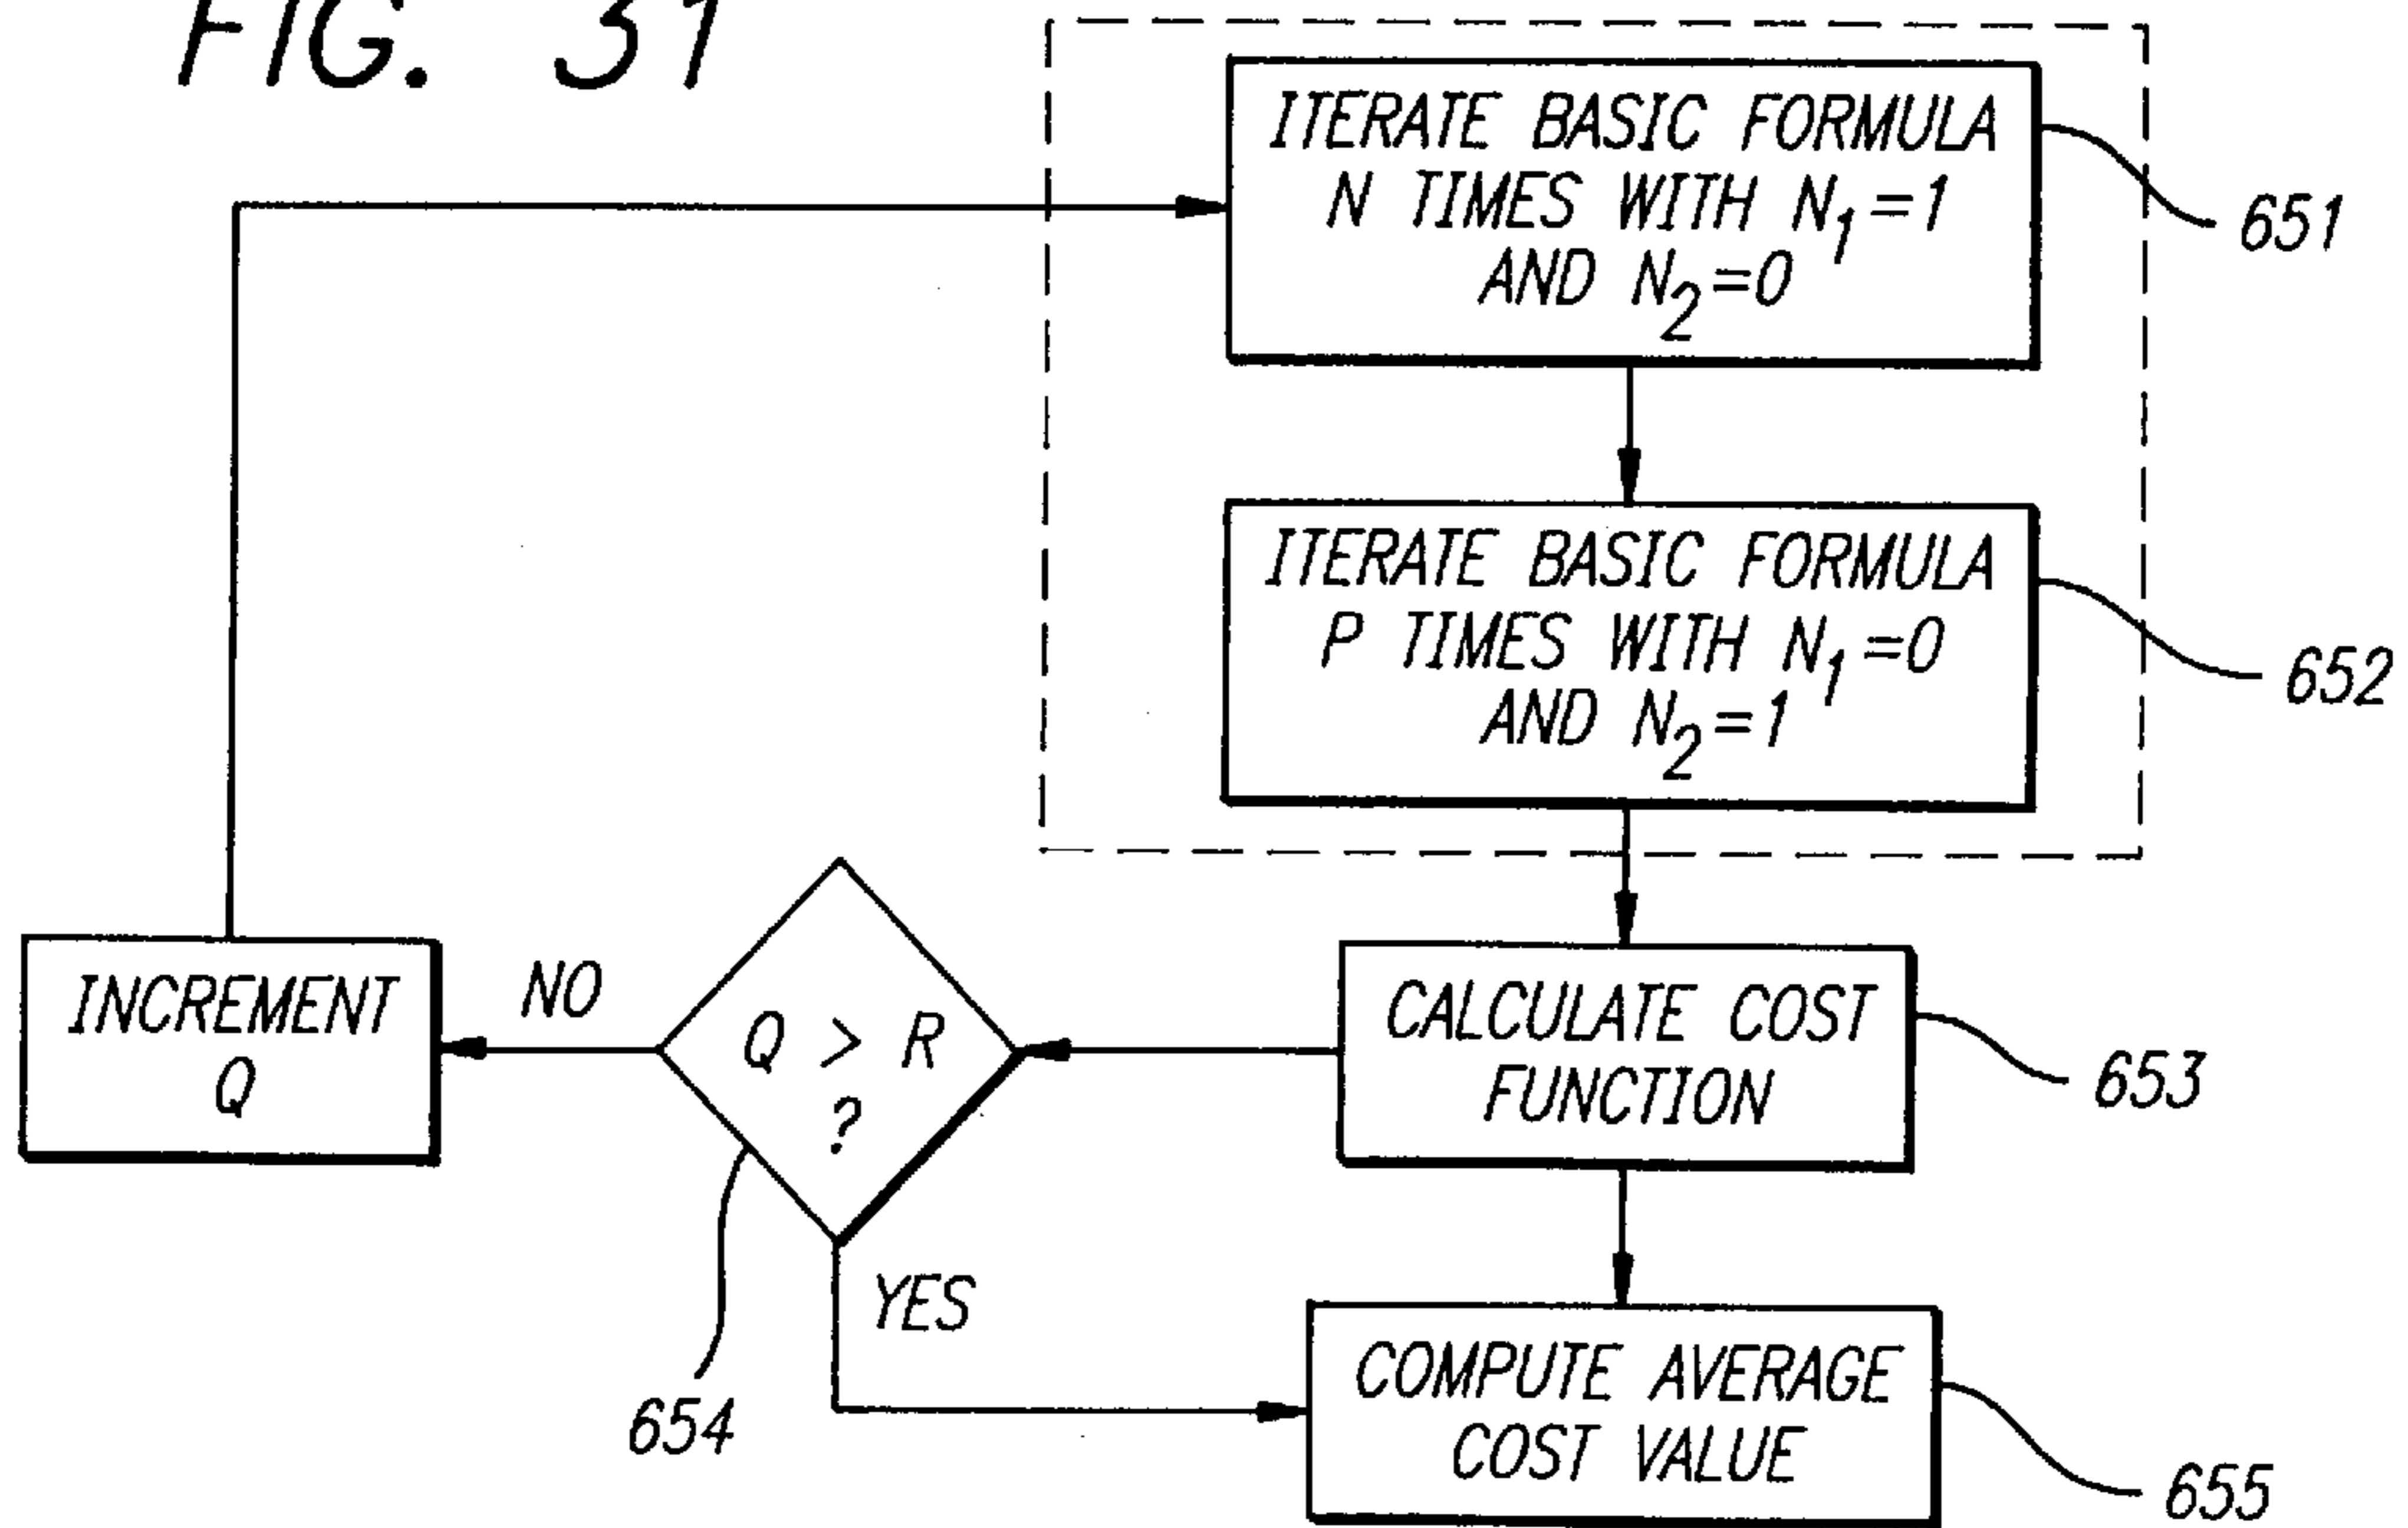 FIG. 31
ITERATE BASIC FORMULA
N TIMES WITH N₁=1
AND N₂=0
651
ITERATE BASIC FORMULA
P TIMES WITH N₁=0
AND N₂=1
652
INCREMENT
Q
NO
Q > R
?
CALCULATE COST
FUNCTION
653
YES
654
COMPUTE AVERAGE
COST VALUE
655